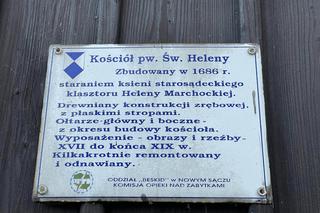 Kościół pw. Św. Heleny
Zbudowany w 1686 r.
staraniem ksieni starosądeckiego
klasztoru Heleny Marchockiej.
Drewniany konstrukcji zrębowej,
z płaskimi stropami.
Ołtarze-główny i boczne -
z okresu budowy kościoła.
Wyposażenie - obrazy i rzeźby-
XVII do końca XIX w.
Kilkakrotnie remontowany
i odnawiany.
ODDZIAŁ „BESKID” w NOWYM SĄCZU
KOMISJA OPIEKI NAD ZABYTKAMI